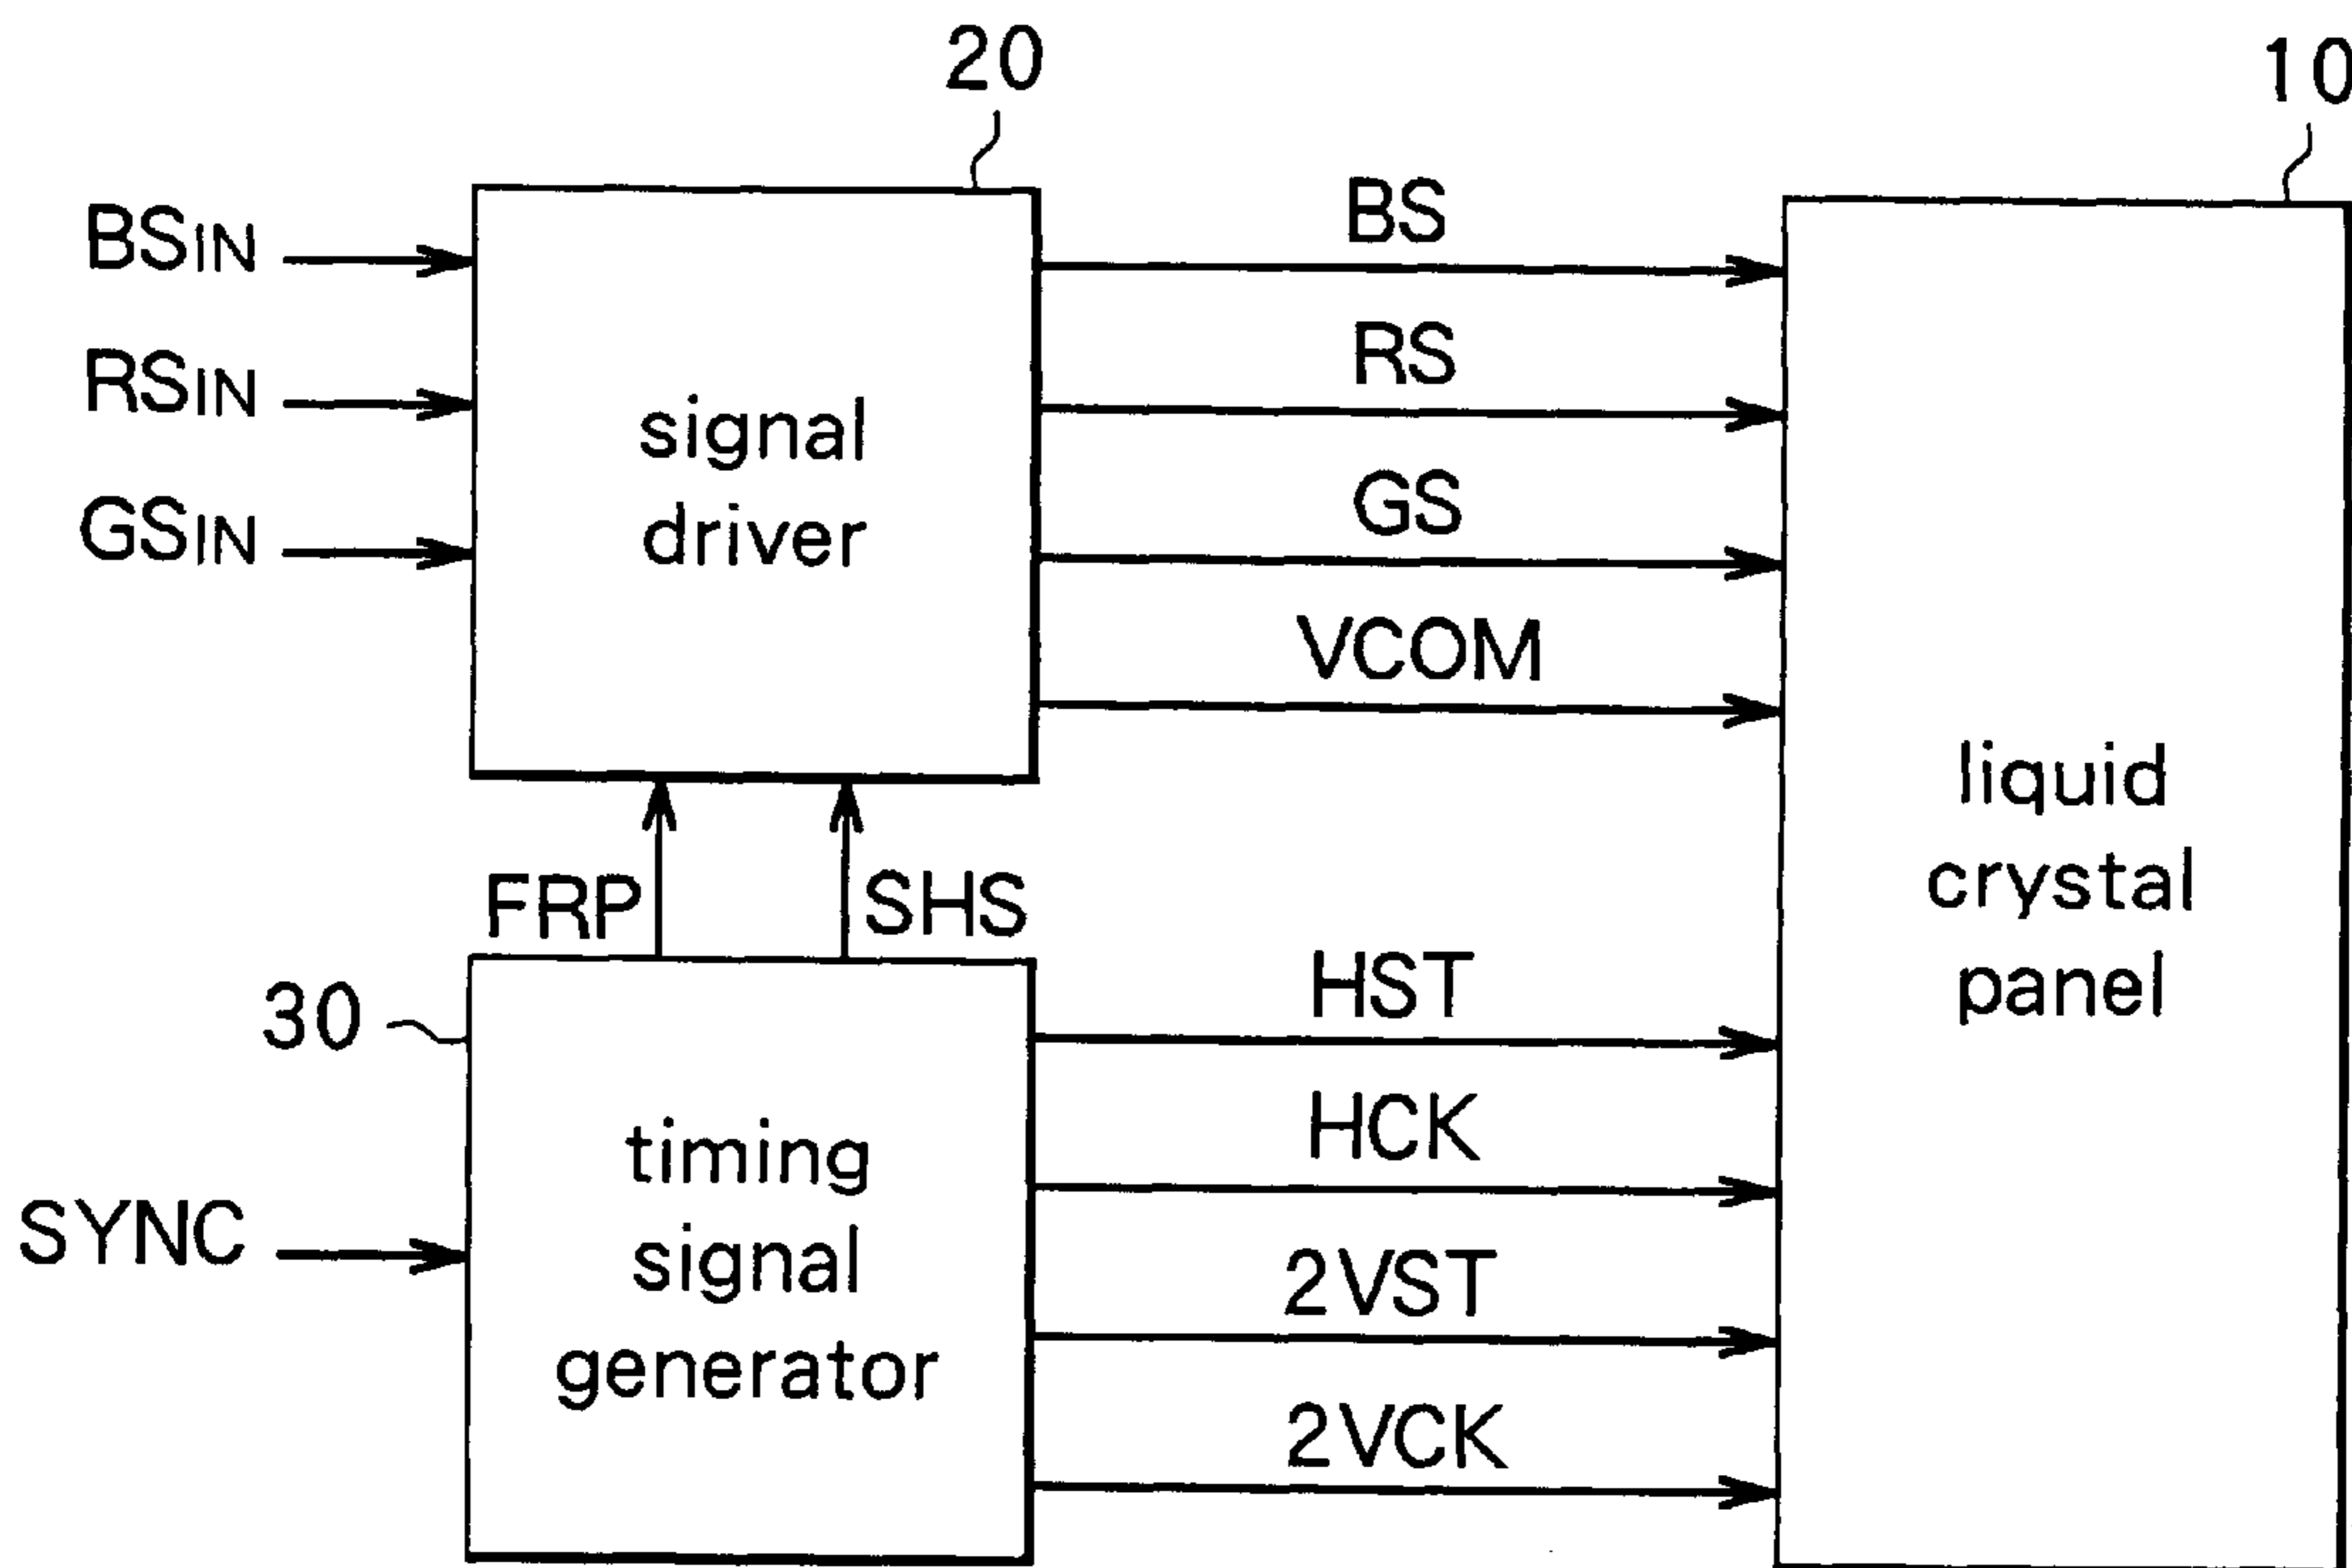 20
10
BSIN
RSIN
GSIN
signal
driver
BS
RS
GS
VCOM
liquid
crystal
panel
FRP
SHS
30
SYNC
timing
signal
generator
HST
HCK
2VST
2VCK